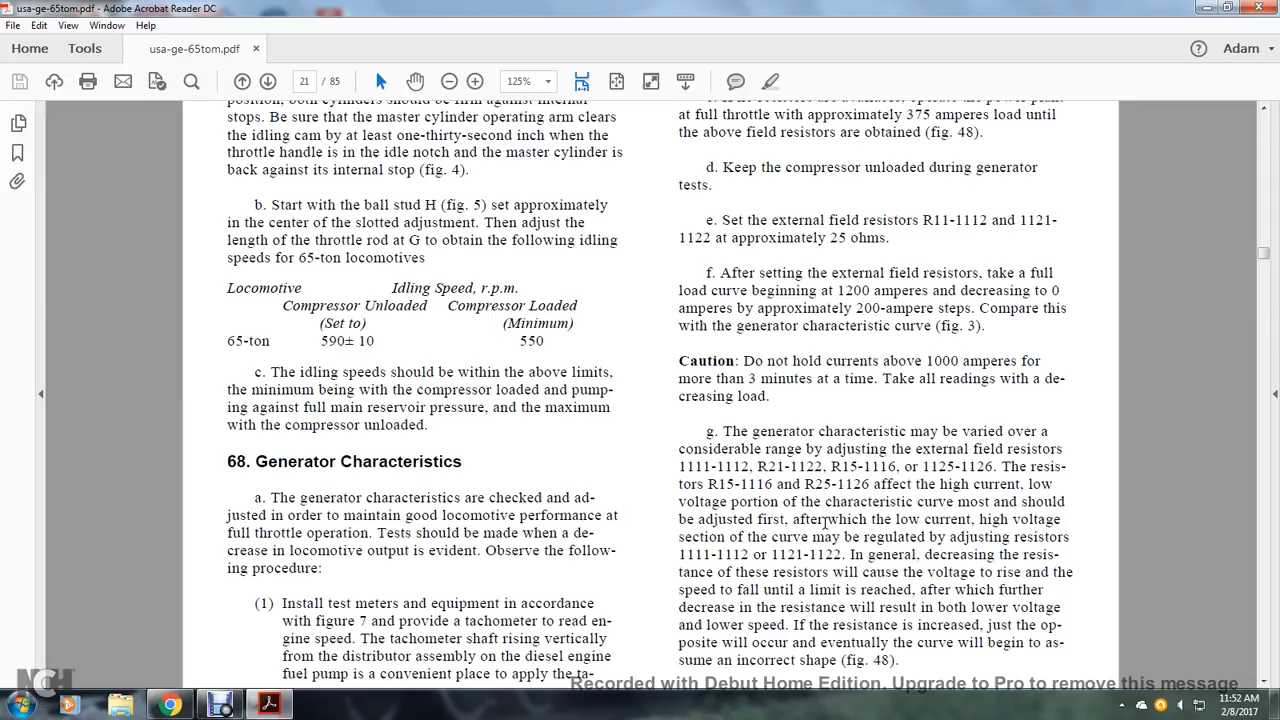 usa-ge-65tom.pdf - Adobe Acrobat Reader DC
File Edit View Window Help
Home Tools usa-ge-65tom.pdf × Adam
21 / 85 125%
position, both cylinders should be firm against internal
stops. Be sure that the master cylinder operating arm clears
the idling cam by at least one-thirty-second inch when the
throttle handle is in the idle notch and the master cylinder is
back against its internal stop (fig. 4).
b. Start with the ball stud H (fig. 5) set approximately
in the center of the slotted adjustment. Then adjust the
length of the throttle rod at G to obtain the following idling
speeds for 65-ton locomotives
Locomotive Idling Speed, r.p.m.
Compressor Unloaded Compressor Loaded
(Set to) (Minimum)
65-ton 590± 10 550
c. The idling speeds should be within the above limits,
the minimum being with the compressor loaded and pump-
ing against full main reservoir pressure, and the maximum
with the compressor unloaded.
68. Generator Characteristics
a. The generator characteristics are checked and ad-
justed in order to maintain good locomotive performance at
full throttle operation. Tests should be made when a de-
crease in locomotive output is evident. Observe the follow-
ing procedure:
(1) Install test meters and equipment in accordance
with figure 7 and provide a tachometer to read en-
gine speed. The tachometer shaft rising vertically
from the distributor assembly on the diesel engine
fuel pump is a convenient place to apply the ta-
at full throttle with approximately 375 amperes load until
the above field resistors are obtained (fig. 48).
d. Keep the compressor unloaded during generator
tests.
e. Set the external field resistors R11-1112 and 1121-
1122 at approximately 25 ohms.
f. After setting the external field resistors, take a full
load curve beginning at 1200 amperes and decreasing to 0
amperes by approximately 200-ampere steps. Compare this
with the generator characteristic curve (fig. 3).
Caution: Do not hold currents above 1000 amperes for
more than 3 minutes at a time. Take all readings with a de-
creasing load.
g. The generator characteristic may be varied over a
considerable range by adjusting the external field resistors
1111-1112, R21-1122, R15-1116, or 1125-1126. The resis-
tors R15-1116 and R25-1126 affect the high current, low
voltage portion of the characteristic curve most and should
be adjusted first, after which the low current, high voltage
section of the curve may be regulated by adjusting resistors
1111-1112 or 1121-1122. In general, decreasing the resis-
tance of these resistors will cause the voltage to rise and the
speed to fall until a limit is reached, after which further
decrease in the resistance will result in both lower voltage
and lower speed. If the resistance is increased, just the op-
posite will occur and eventually the curve will begin to as-
sume an incorrect shape (fig. 48).
NCH
Recorded with Debut Home Edition. Upgrade to Pro to remove this message
11:52 AM
2/8/2017